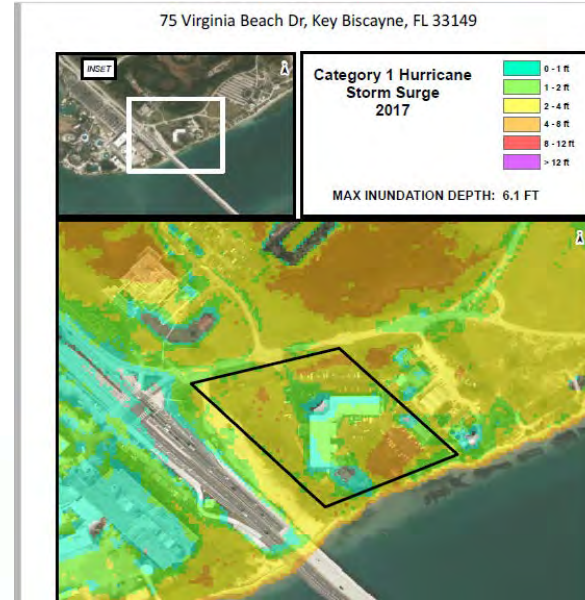 75 Virginia Beach Dr, Key Biscayne, FL 33149
INSET
Category 1 Hurricane
Storm Surge
2017
0 - 1 ft
1 - 2 ft
2 - 4 ft
4 - 8 ft
8 - 12 ft
> 12 ft
MAX INUNDATION DEPTH: 6.1 FT